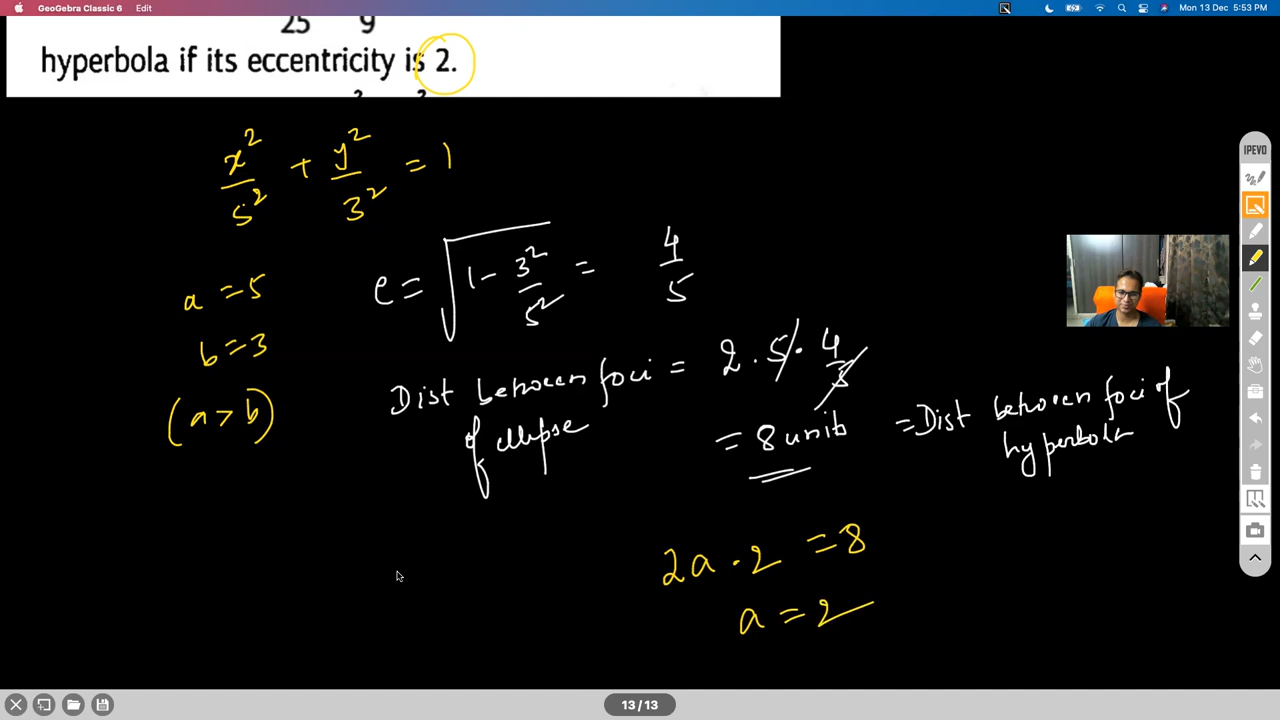 GeoGebra Classic 6 Edit Mon 13 Dec 5:53 PM
25 9
hyperbola if its eccentricity is 2.
x²/5² + y²/3² = 1
e = √(1 - 3²/5²) = 4/5
a = 5
b = 3
(a > b)
Dist between foci = 2 · 5 · 4/5
of ellipse
= 8 units = Dist between foci of
hyperbola
2a · 2 = 8
a = 2
IPEVO
13/13